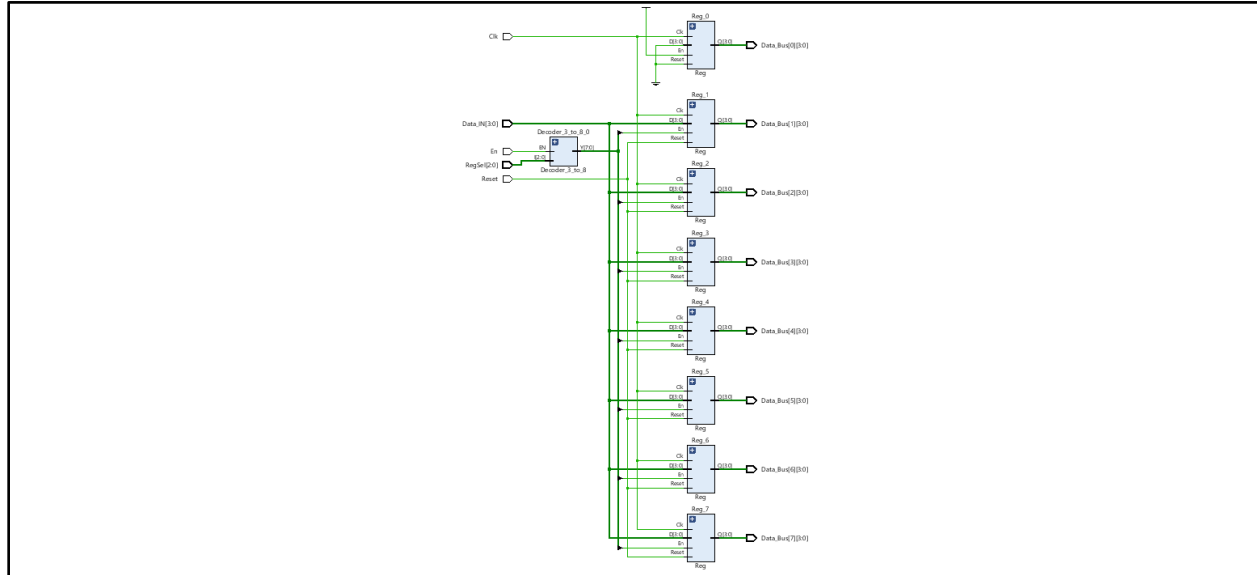 Reg_0
Clk
Clk
D[3:0]
Q[3:0]
Data_Bus[0][3:0]
En
Reset
Reg
Reg_1
Clk
Data_IN[3:0]
D[3:0]
Q[3:0]
Data_Bus[1][3:0]
Decoder_3_to_8_0
En
En
EN
Y[7:0]
Reset
RegSel[2:0]
I[2:0]
Reg
Decoder_3_to_8
Reset
Reg_2
Clk
D[3:0]
Q[3:0]
Data_Bus[2][3:0]
En
Reset
Reg
Reg_3
Clk
D[3:0]
Q[3:0]
Data_Bus[3][3:0]
En
Reset
Reg
Reg_4
Clk
D[3:0]
Q[3:0]
Data_Bus[4][3:0]
En
Reset
Reg
Reg_5
Clk
D[3:0]
Q[3:0]
Data_Bus[5][3:0]
En
Reset
Reg
Reg_6
Clk
D[3:0]
Q[3:0]
Data_Bus[6][3:0]
En
Reset
Reg
Reg_7
Clk
D[3:0]
Q[3:0]
Data_Bus[7][3:0]
En
Reset
Reg